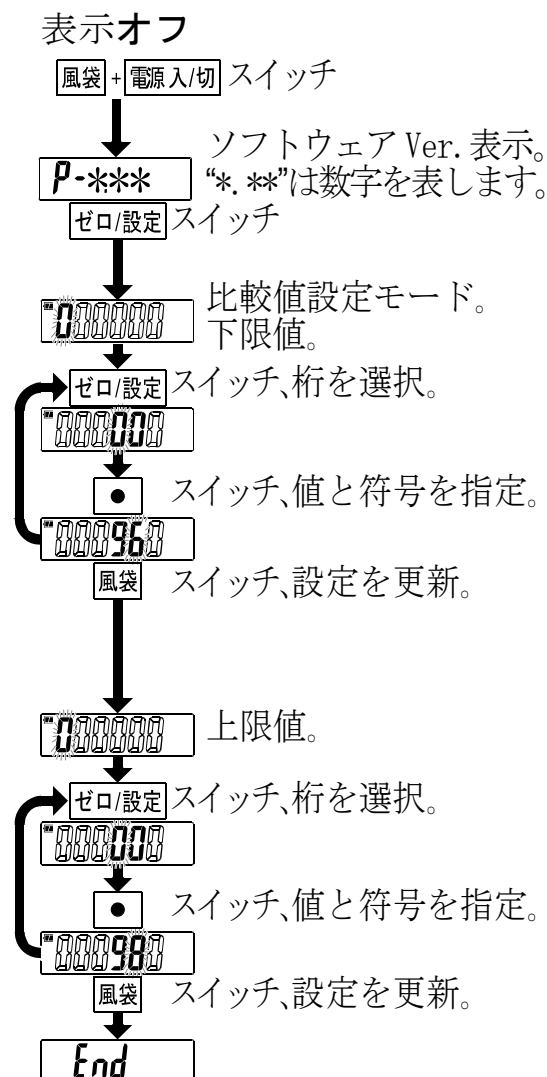 表示オフ
風袋 + 電源 入/切 スイッチ
P-*.** ソフトウェア Ver. 表示。
“*. **”は数字を表します。
ゼロ/設定 スイッチ
000000 比較値設定モード。
下限値。
ゼロ/設定 スイッチ、桁を選択。
000000
● スイッチ、値と符号を指定。
000960
風袋 スイッチ、設定を更新。
000000 上限値。
ゼロ/設定 スイッチ、桁を選択。
000000
● スイッチ、値と符号を指定。
000980
風袋 スイッチ、設定を更新。
End